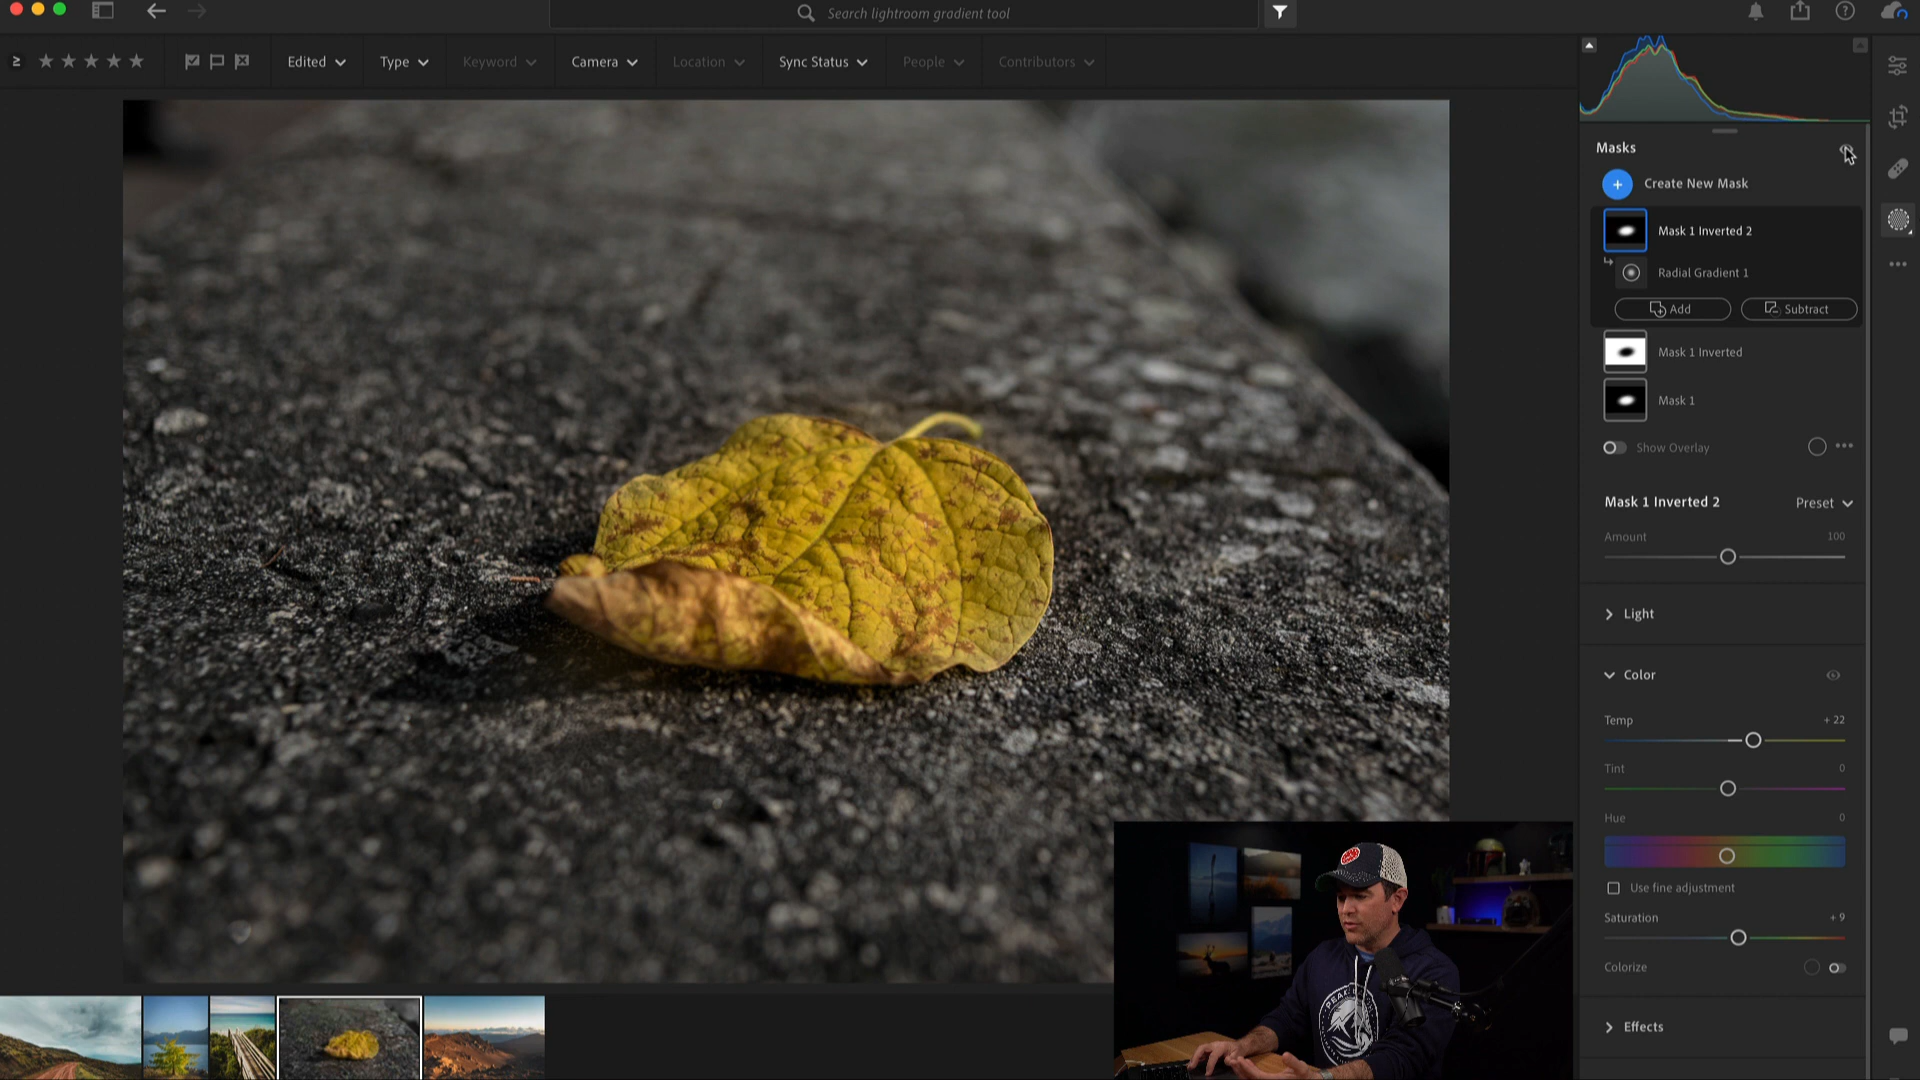 Search lightroom gradient tool
≥
Edited
Type
Keyword
Camera
Location
Sync Status
People
Contributors
Masks
Create New Mask
Mask 1 Inverted 2
Radial Gradient 1
Add
Subtract
Mask 1 Inverted
Mask 1
Show Overlay
Mask 1 Inverted 2
Preset
Amount
100
Light
Color
Temp
+ 22
Tint
0
Hue
0
Use fine adjustment
Saturation
+ 9
Colorize
Effects